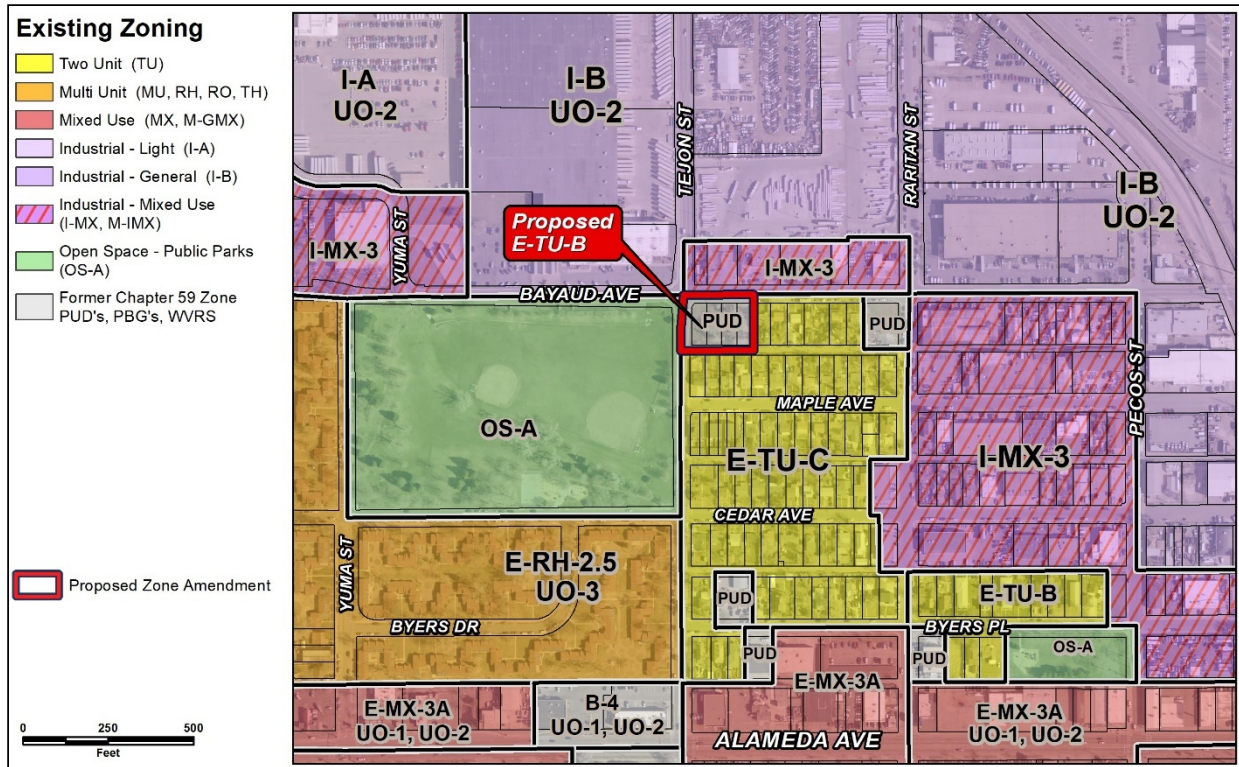 Existing Zoning
Two Unit (TU)
Multi Unit (MU, RH, RO, TH)
Mixed Use (MX, M-GMX)
Industrial - Light (I-A)
Industrial - General (I-B)
Industrial - Mixed Use
(I-MX, M-IMX)
Open Space - Public Parks
(OS-A)
Former Chapter 59 Zone
PUD's, PBG's, WVRS
Proposed Zone Amendment
0 250 500
Feet
I-A
UO-2
I-B
UO-2
TEJON ST
RARITAN ST
I-B
UO-2
I-MX-3
YUMA ST
Proposed
E-TU-B
I-MX-3
BAYAUD AVE
PUD
PUD
PECOS ST
OS-A
MAPLE AVE
E-TU-C
I-MX-3
CEDAR AVE
YUMA ST
E-RH-2.5
UO-3
PUD
E-TU-B
BYERS DR
BYERS PL
PUD
PUD
OS-A
E-MX-3A
E-MX-3A
UO-1, UO-2
B-4
UO-1, UO-2
ALAMEDA AVE
E-MX-3A
UO-1, UO-2